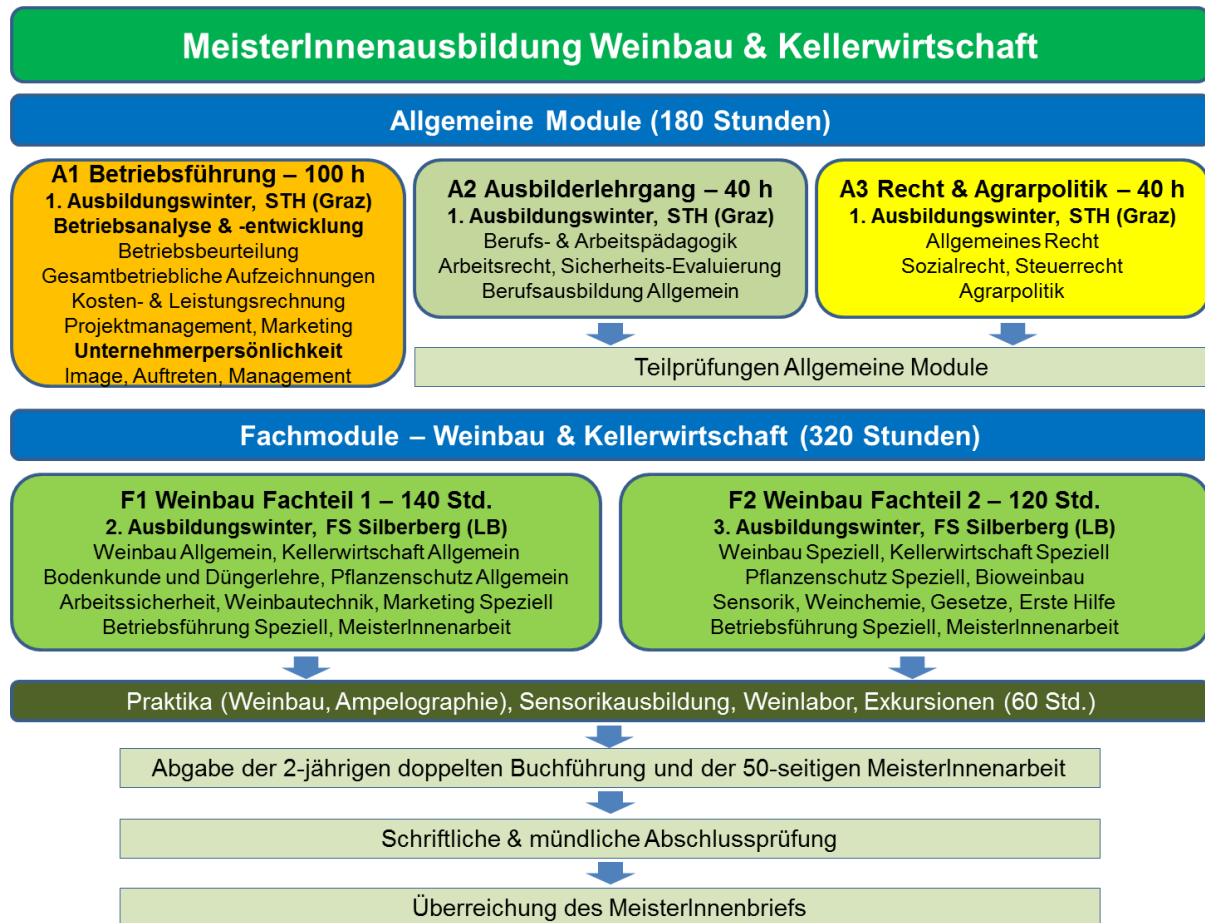 MeisterInnenausbildung Weinbau & Kellerwirtschaft
Allgemeine Module (180 Stunden)
A1 Betriebsführung – 100 h
1. Ausbildungswinter, STH (Graz)
Betriebsanalyse & -entwicklung
Betriebsbeurteilung
Gesamtbetriebliche Aufzeichnungen
Kosten- & Leistungsrechnung
Projektmanagement, Marketing
Unternehmerpersönlichkeit
Image, Auftreten, Management
A2 Ausbilderlehrgang – 40 h
1. Ausbildungswinter, STH (Graz)
Berufs- & Arbeitspädagogik
Arbeitsrecht, Sicherheits-Evaluierung
Berufsausbildung Allgemein
A3 Recht & Agrarpolitik – 40 h
1. Ausbildungswinter, STH (Graz)
Allgemeines Recht
Sozialrecht, Steuerrecht
Agrarpolitik
Teilprüfungen Allgemeine Module
Fachmodule – Weinbau & Kellerwirtschaft (320 Stunden)
F1 Weinbau Fachteil 1 – 140 Std.
2. Ausbildungswinter, FS Silberberg (LB)
Weinbau Allgemein, Kellerwirtschaft Allgemein
Bodenkunde und Düngerlehre, Pflanzenschutz Allgemein
Arbeitssicherheit, Weinbautechnik, Marketing Speziell
Betriebsführung Speziell, MeisterInnenarbeit
F2 Weinbau Fachteil 2 – 120 Std.
3. Ausbildungswinter, FS Silberberg (LB)
Weinbau Speziell, Kellerwirtschaft Speziell
Pflanzenschutz Speziell, Bioweinbau
Sensorik, Weinchemie, Gesetze, Erste Hilfe
Betriebsführung Speziell, MeisterInnenarbeit
Praktika (Weinbau, Ampelographie), Sensorikausbildung, Weinlabor, Exkursionen (60 Std.)
Abgabe der 2-jährigen doppelten Buchführung und der 50-seitigen MeisterInnenarbeit
Schriftliche & mündliche Abschlussprüfung
Überreichung des MeisterInnenbriefs